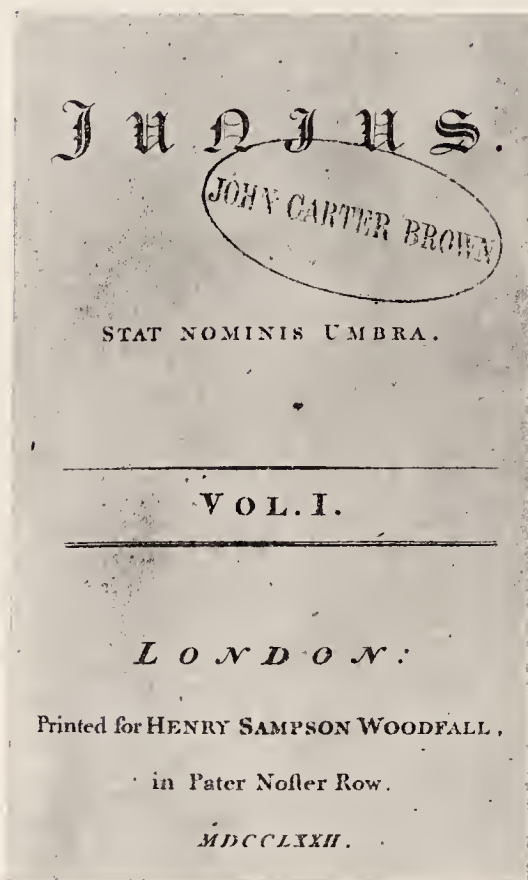 JUNIUS.
JOHN CARTER BROWN
STAT NOMINIS UMBRA.
VOL. I.
LONDON:
Printed for HENRY SAMPSON WOODFALL,
in Pater Noſter Row.
MDCCLXXII.